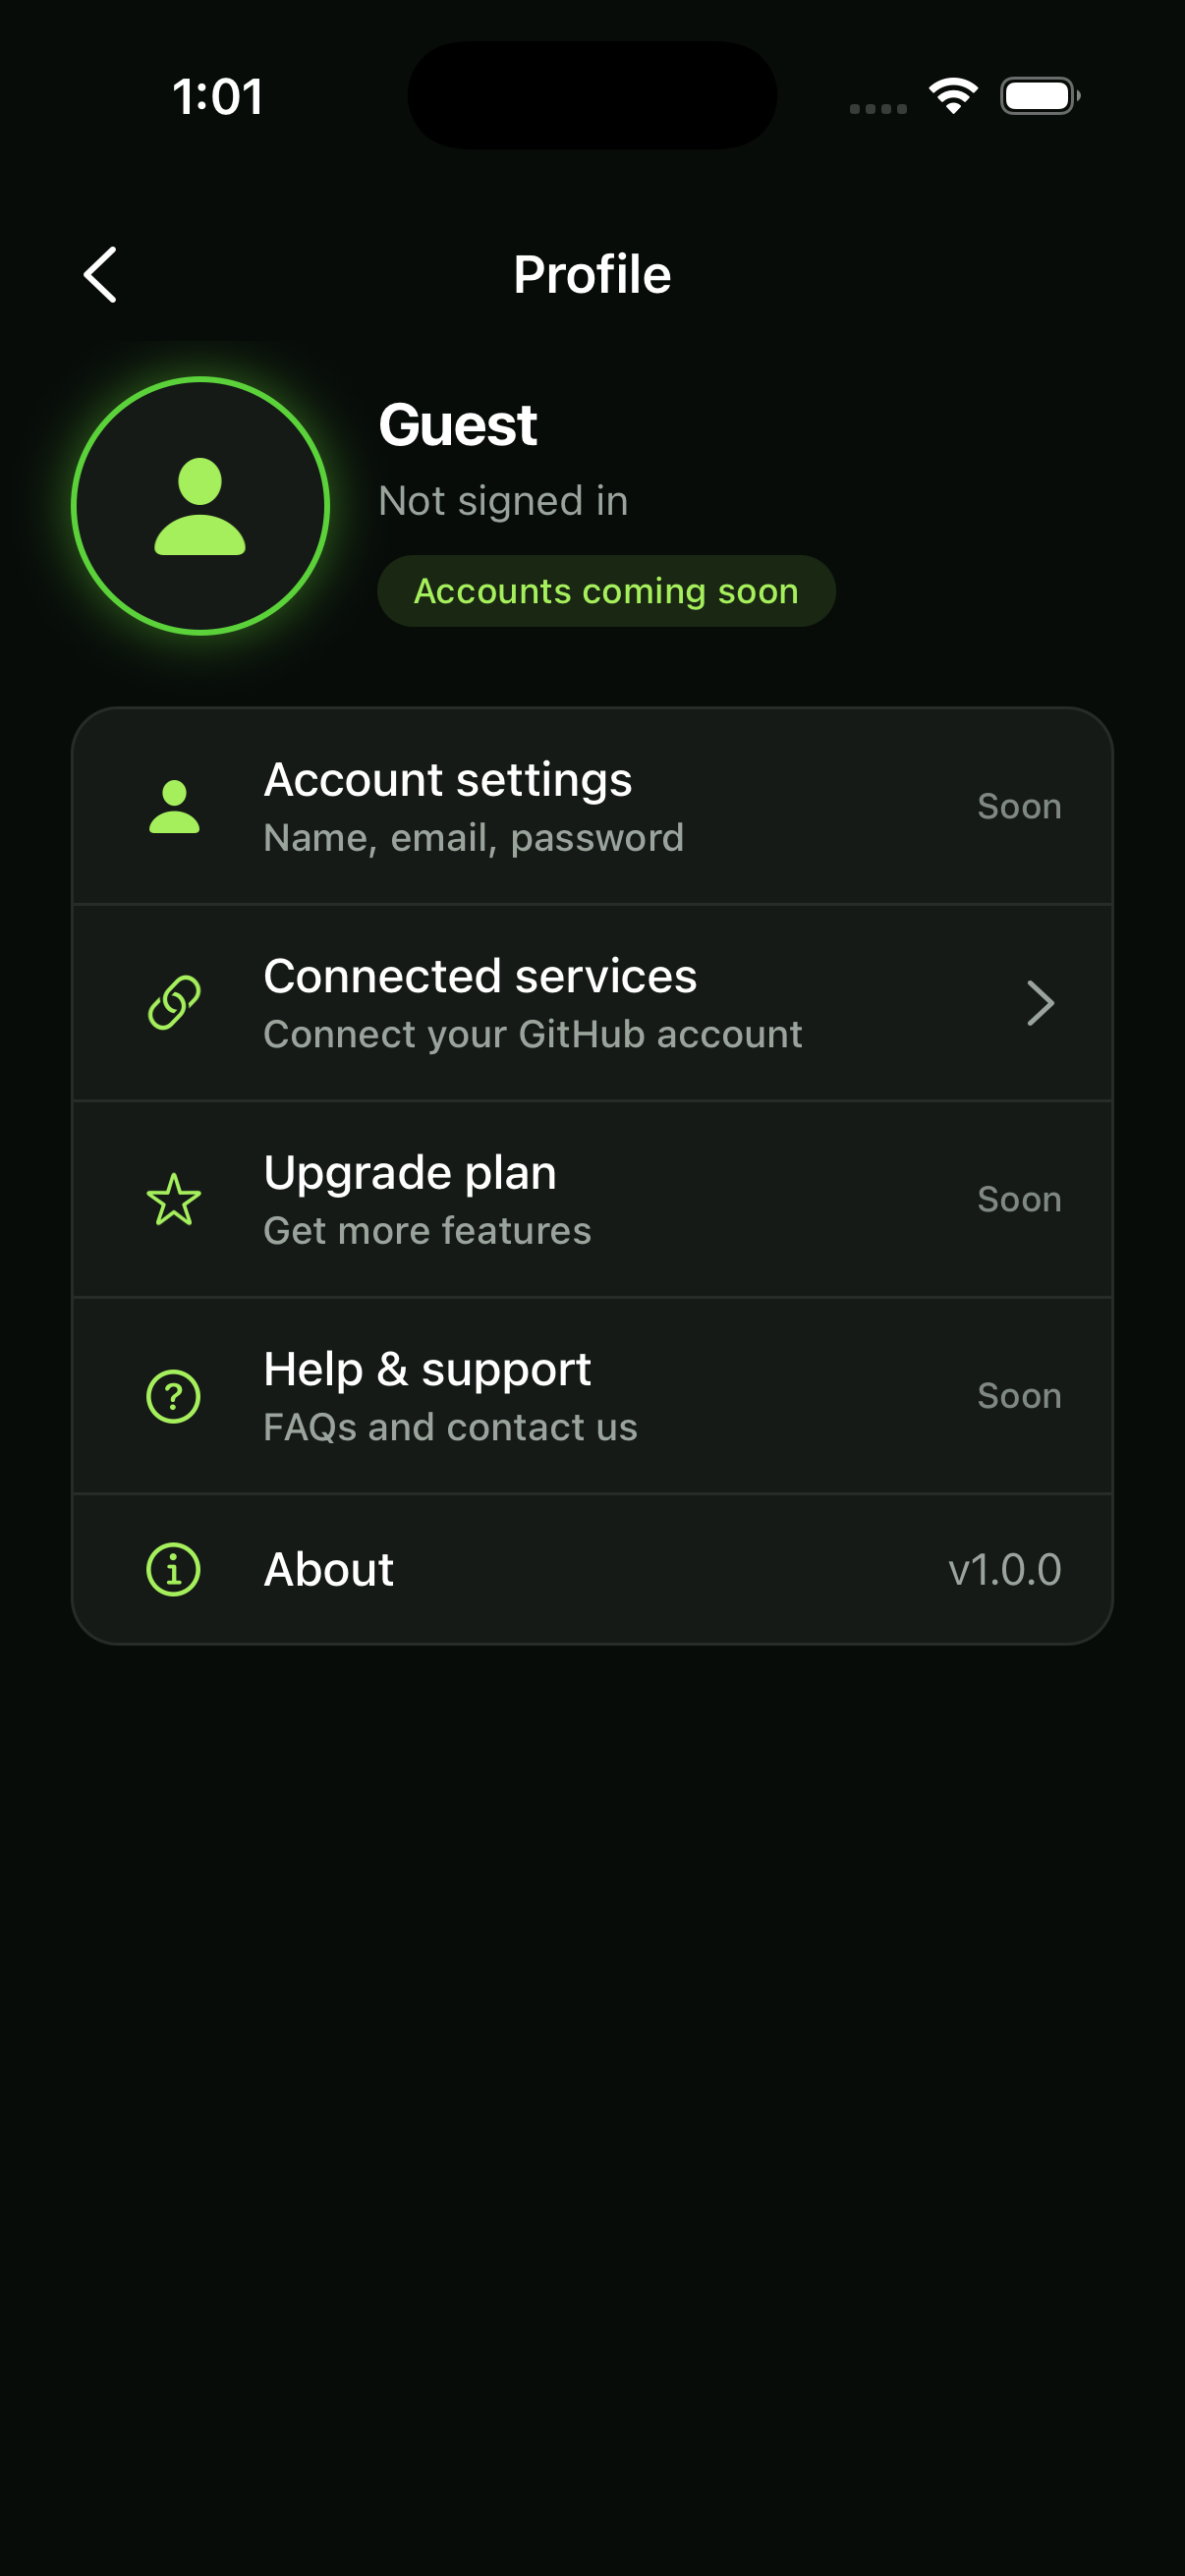 1:01
Profile
Guest
Not signed in
Accounts coming soon
Account settings
Name, email, password
Soon
Connected services
Connect your GitHub account
Upgrade plan
Get more features
Soon
Help & support
FAQs and contact us
Soon
About
v1.0.0